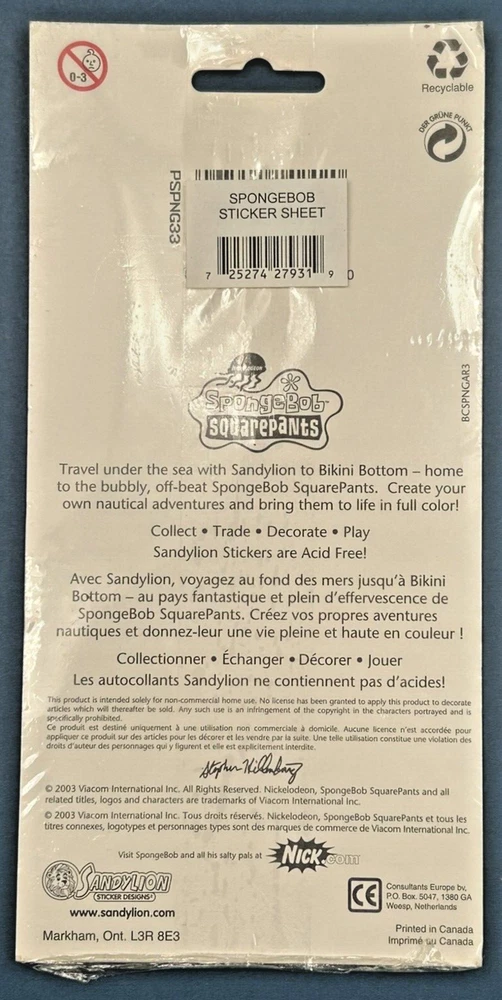 0-3
Recyclable
DER GRÜNE PUNKT
PSPNG33
SPONGEBOB
STICKER SHEET
7 25274 27931 9 0
BCSPNGAR3
NICKELODEON
SpongeBob™
SQUAREPANTS
Travel under the sea with Sandylion to Bikini Bottom – home
to the bubbly, off-beat SpongeBob SquarePants. Create your
own nautical adventures and bring them to life in full color!
Collect • Trade • Decorate • Play
Sandylion Stickers are Acid Free!
Avec Sandylion, voyagez au fond des mers jusqu'à Bikini
Bottom – au pays fantastique et plein d'effervescence de
SpongeBob SquarePants. Créez vos propres aventures
nautiques et donnez-leur une vie pleine et haute en couleur !
Collectionner • Échanger • Décorer • Jouer
Les autocollants Sandylion ne contiennent pas d'acides!
This product is intended solely for non-commercial home use. No license has been granted to apply this product to decorate
articles which will thereafter be sold. Any such use is an infringement of the copyright in the characters portrayed and is
specifically prohibited.
Ce produit est destiné uniquement à une utilisation non commerciale à domicile. Aucune licence n'est accordée pour
appliquer ce produit sur des articles pour les décorer et les vendre par la suite. Une telle utilisation constitue une violation des
droits d'auteur des personnages qui y figurent et elle est explicitement interdite.
Stephen Hillenburg
© 2003 Viacom International Inc. All Rights Reserved. Nickelodeon, SpongeBob SquarePants and all
related titles, logos and characters are trademarks of Viacom International Inc.
© 2003 Viacom International Inc. Tous droits réservés. Nickelodeon, SpongeBob SquarePants et tous les
titres connexes, logotypes et personnages types sont des marques de commerce de Viacom International Inc.
Visit SpongeBob and all his salty pals at NICK.com
SANDYLION
STICKER DESIGNS®
www.sandylion.com
Markham, Ont. L3R 8E3
CE
Consultants Europe bv,
P.O. Box. 5047, 1380 GA
Weesp, Netherlands
Printed in Canada
Imprimé au Canada